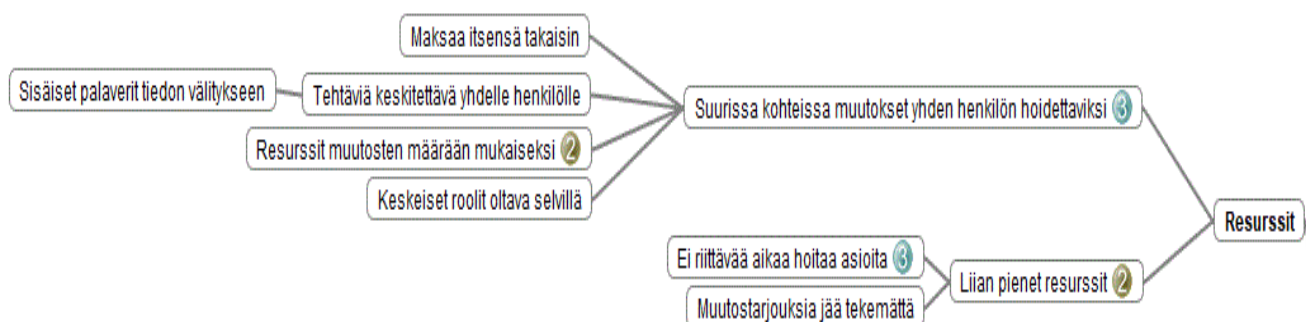 Maksaa itsensä takaisin
Sisäiset palaverit tiedon välitykseen
Tehtäviä keskitettävä yhdelle henkilölle
Suurissa kohteissa muutokset yhden henkilön hoidettaviksi 3
Resurssit muutosten määrään mukaiseksi 2
Keskeiset roolit oltava selvillä
Resurssit
Ei riittävää aikaa hoitaa asioita 3
Liian pienet resurssit 2
Muutostarjouksia jää tekemättä